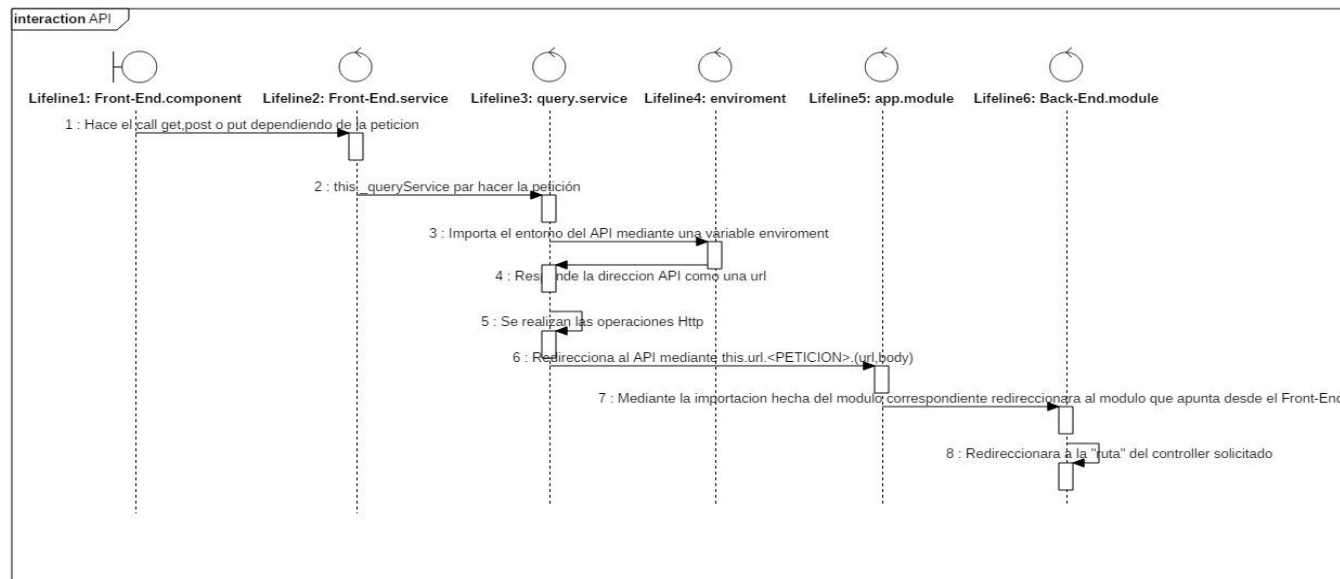 interaction API
Lifeline1: Front-End.component
Lifeline2: Front-End.service
Lifeline3: query.service
Lifeline4: enviroment
Lifeline5: app.module
Lifeline6: Back-End.module
1 : Hace el call get,post o put dependiendo de la peticion
2 : this._queryService par hacer la petición
3 : Importa el entorno del API mediante una variable enviroment
4 : Responde la direccion API como una url
5 : Se realizan las operaciones Http
6 : Redirecciona al API mediante this.url.<PETICION>.(url,body)
7 : Mediante la importacion hecha del modulo correspondiente redireccionara al modulo que apunta desde el Front-End
8 : Redireccionara a la "ruta" del controller solicitado